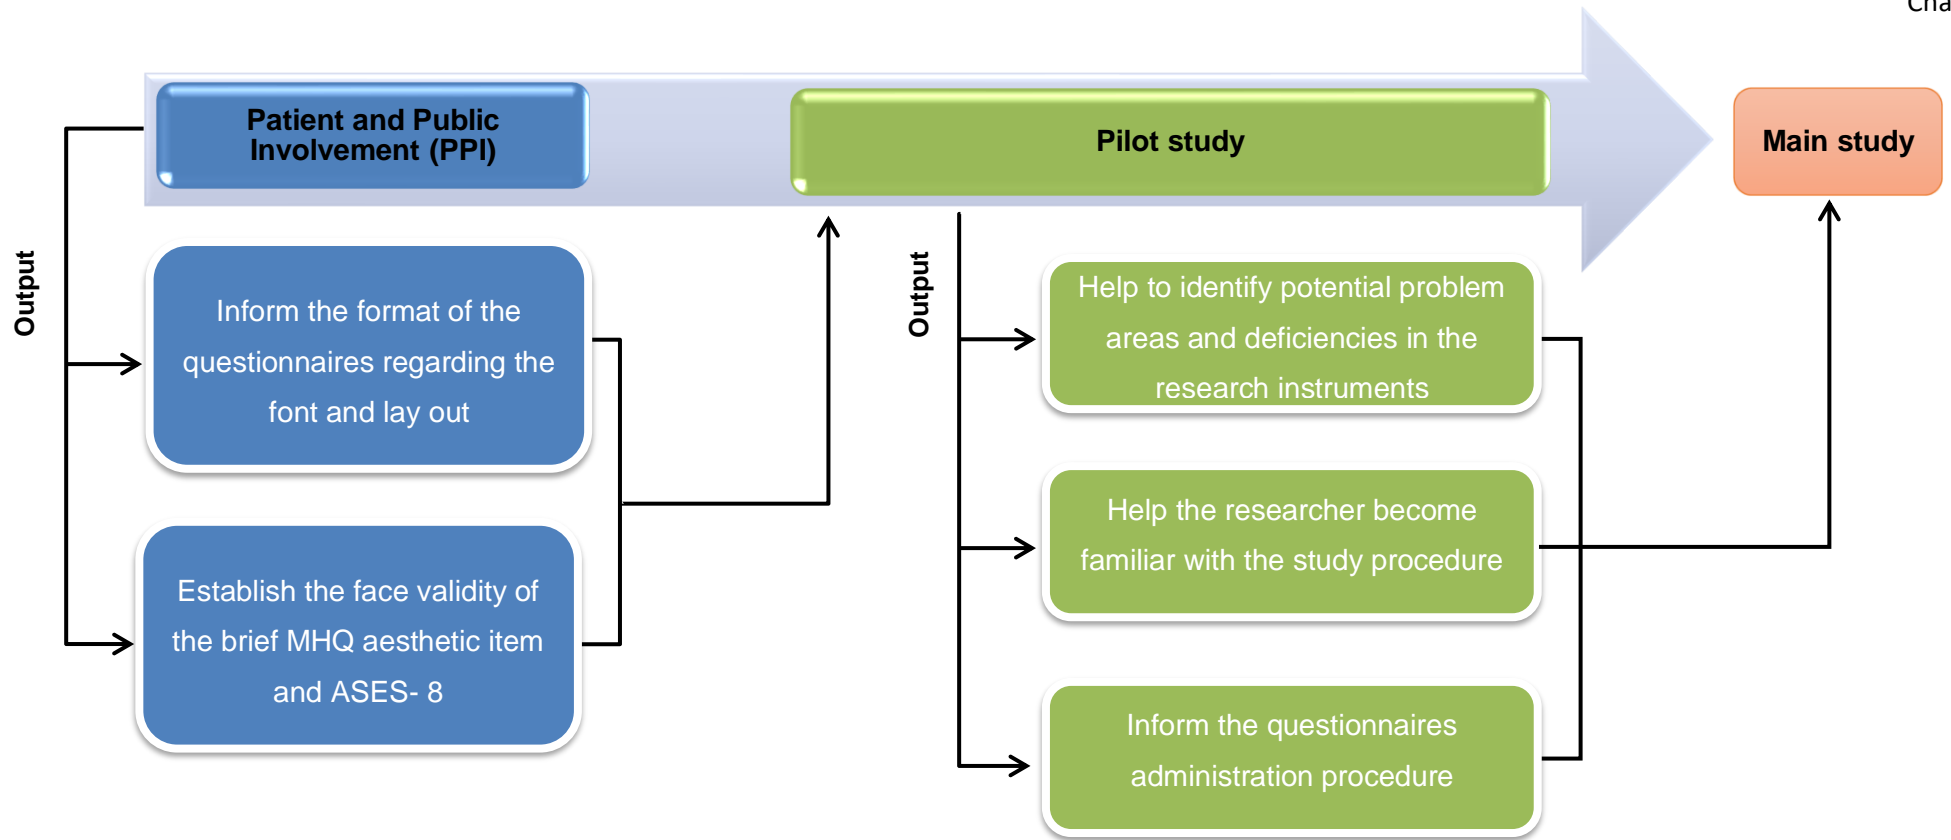 Cha
Patient and Public
Involvement (PPI)
Pilot study
Main study
Output
Inform the format of the
questionnaires regarding the
font and lay out
Establish the face validity of
the brief MHQ aesthetic item
and ASES- 8
Output
Help to identify potential problem
areas and deficiencies in the
research instruments
Help the researcher become
familiar with the study procedure
Inform the questionnaires
administration procedure